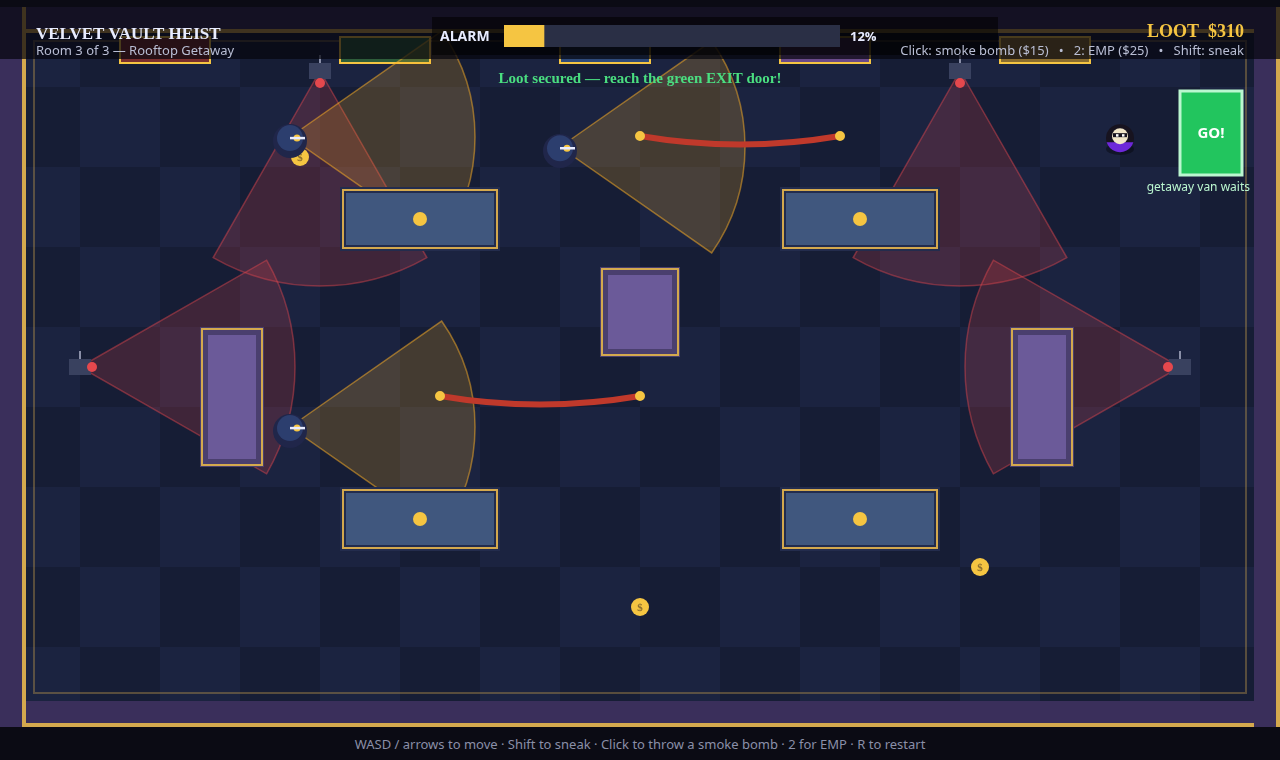 VELVET VAULT HEIST
Room 3 of 3 — Rooftop Getaway
ALARM 12%
LOOT $310
Click: smoke bomb ($15) • 2: EMP ($25) • Shift: sneak
Loot secured — reach the green EXIT door!
GO!
getaway van waits
$
$
$
WASD / arrows to move · Shift to sneak · Click to throw a smoke bomb · 2 for EMP · R to restart